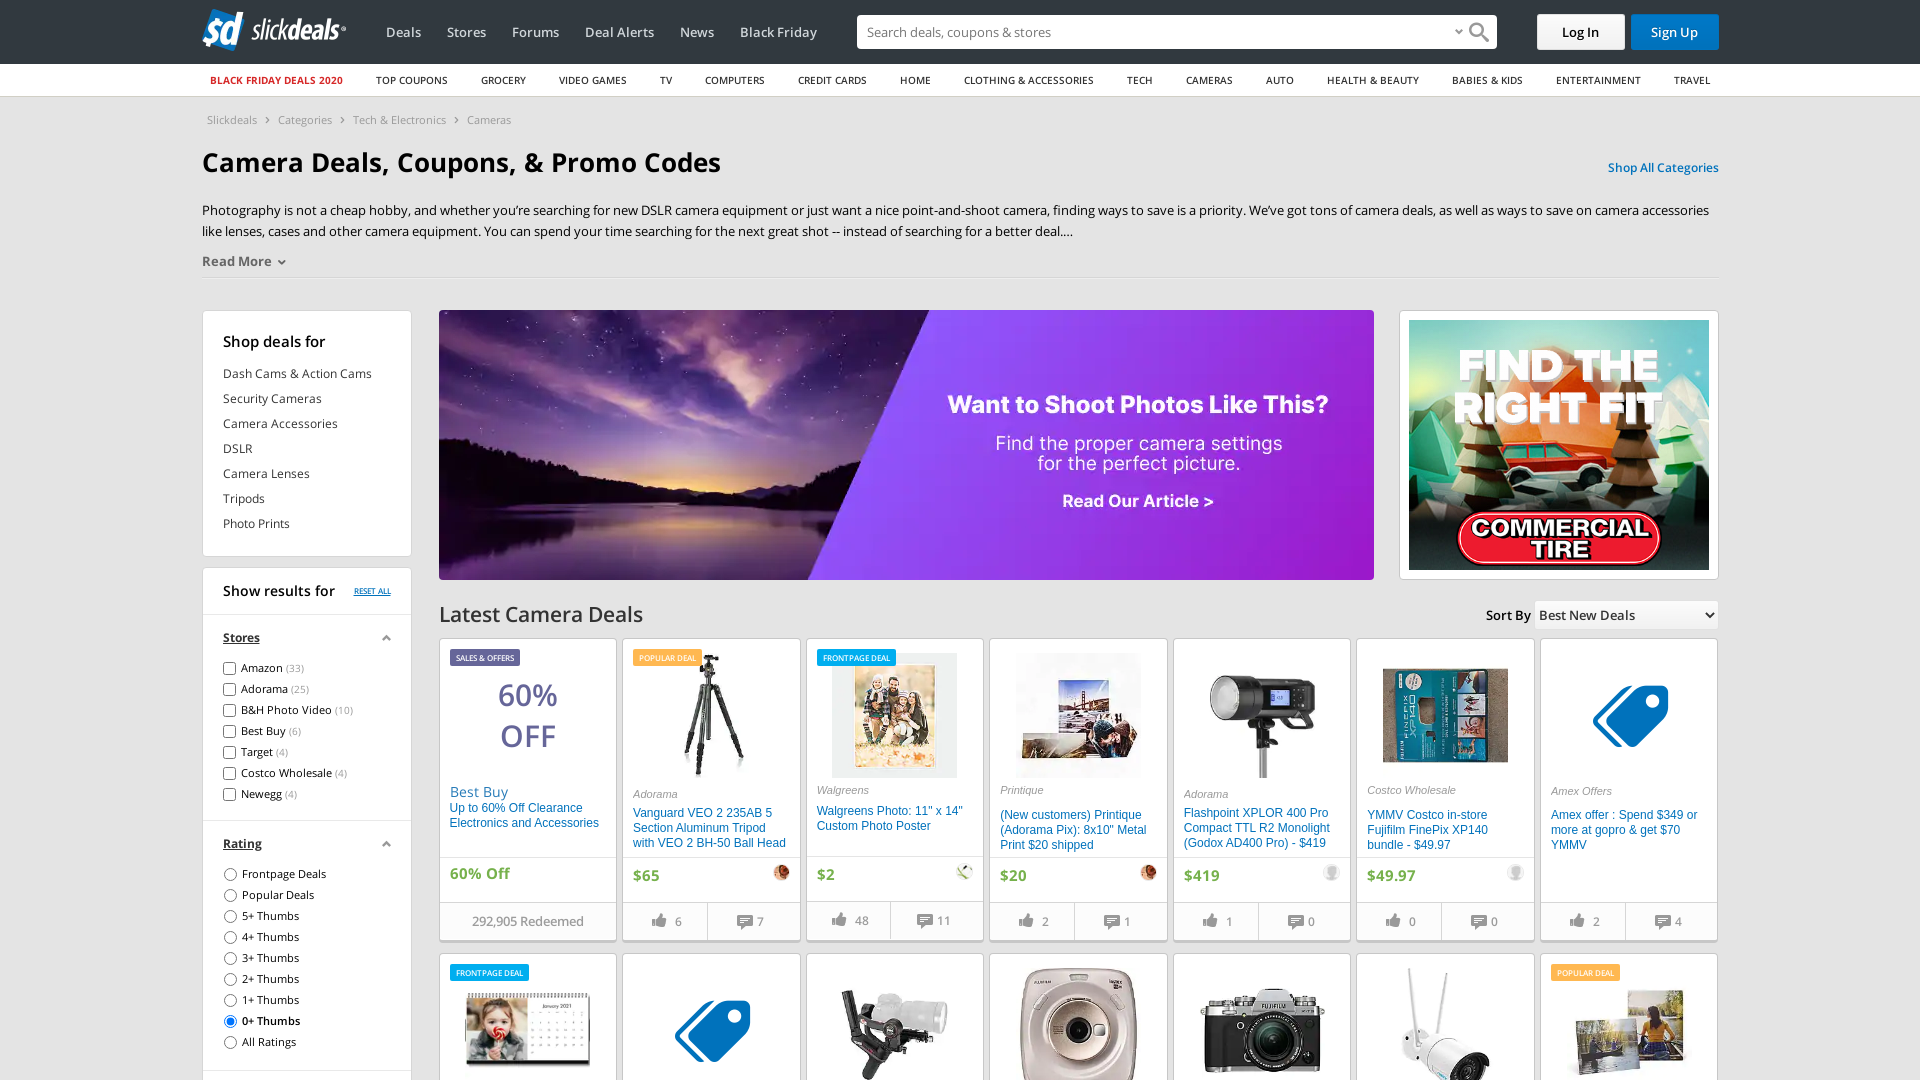 sd slickdeals
Deals
Stores
Forums
Deal Alerts
News
Black Friday
Search deals, coupons & stores
Log In
Sign Up
BLACK FRIDAY DEALS 2020
TOP COUPONS
GROCERY
VIDEO GAMES
TV
COMPUTERS
CREDIT CARDS
HOME
CLOTHING & ACCESSORIES
TECH
CAMERAS
AUTO
HEALTH & BEAUTY
BABIES & KIDS
ENTERTAINMENT
TRAVEL
Slickdeals > Categories > Tech & Electronics > Cameras
Camera Deals, Coupons, & Promo Codes
Shop All Categories
Photography is not a cheap hobby, and whether you’re searching for new DSLR camera equipment or just want a nice point-and-shoot camera, finding ways to save is a priority. We’ve got tons of camera deals, as well as ways to save on camera accessories
like lenses, cases and other camera equipment. You can spend your time searching for the next great shot -- instead of searching for a better deal....
Read More
Shop deals for
Dash Cams & Action Cams
Security Cameras
Camera Accessories
DSLR
Camera Lenses
Tripods
Photo Prints
Show results for
RESET ALL
Stores
Amazon (33)
Adorama (25)
B&H Photo Video (10)
Best Buy (6)
Target (4)
Costco Wholesale (4)
Newegg (4)
Rating
Frontpage Deals
Popular Deals
5+ Thumbs
4+ Thumbs
3+ Thumbs
2+ Thumbs
1+ Thumbs
0+ Thumbs
All Ratings
Want to Shoot Photos Like This?
Find the proper camera settings
for the perfect picture.
Read Our Article >
FIND THE
RIGHT FIT
COMMERCIAL
TIRE
Latest Camera Deals
Sort By
Best New Deals
SALES & OFFERS
60%
OFF
Best Buy
Up to 60% Off Clearance
Electronics and Accessories
60% Off
292,905 Redeemed
POPULAR DEAL
Adorama
Vanguard VEO 2 235AB 5
Section Aluminum Tripod
with VEO 2 BH-50 Ball Head
$65
6
7
FRONTPAGE DEAL
Walgreens
Walgreens Photo: 11" x 14"
Custom Photo Poster
$2
48
11
Printique
(New customers) Printique
(Adorama Pix): 8x10" Metal
Print $20 shipped
$20
2
1
Adorama
Flashpoint XPLOR 400 Pro
Compact TTL R2 Monolight
(Godox AD400 Pro) - $419
$419
1
0
FINEPIX
XP140
Costco Wholesale
YMMV Costco in-store
Fujifilm FinePix XP140
bundle - $49.97
$49.97
0
0
Amex Offers
Amex offer : Spend $349 or
more at gopro & get $70
YMMV
2
4
FRONTPAGE DEAL
January 2021
FUJIFILM
POPULAR DEAL